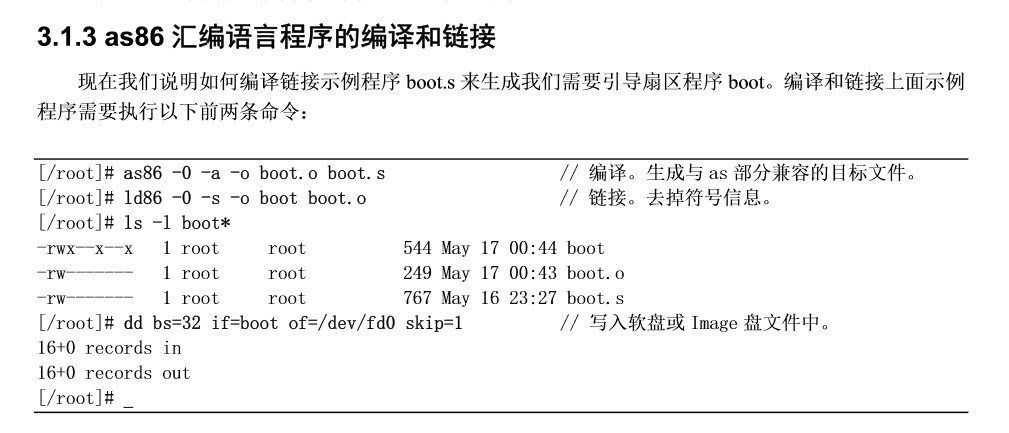 3.1.3 as86 汇编语言程序的编译和链接
现在我们说明如何编译链接示例程序 boot.s 来生成我们需要引导扇区程序 boot。编译和链接上面示例
程序需要执行以下前两条命令：
[/root]# as86 -0 -a -o boot.o boot.s // 编译。生成与 as 部分兼容的目标文件。
[/root]# ld86 -0 -s -o boot boot.o // 链接。去掉符号信息。
[/root]# ls -l boot*
-rwx--x--x 1 root root 544 May 17 00:44 boot
-rw------- 1 root root 249 May 17 00:43 boot.o
-rw------- 1 root root 767 May 16 23:27 boot.s
[/root]# dd bs=32 if=boot of=/dev/fd0 skip=1 // 写入软盘或 Image 盘文件中。
16+0 records in
16+0 records out
[/root]# _